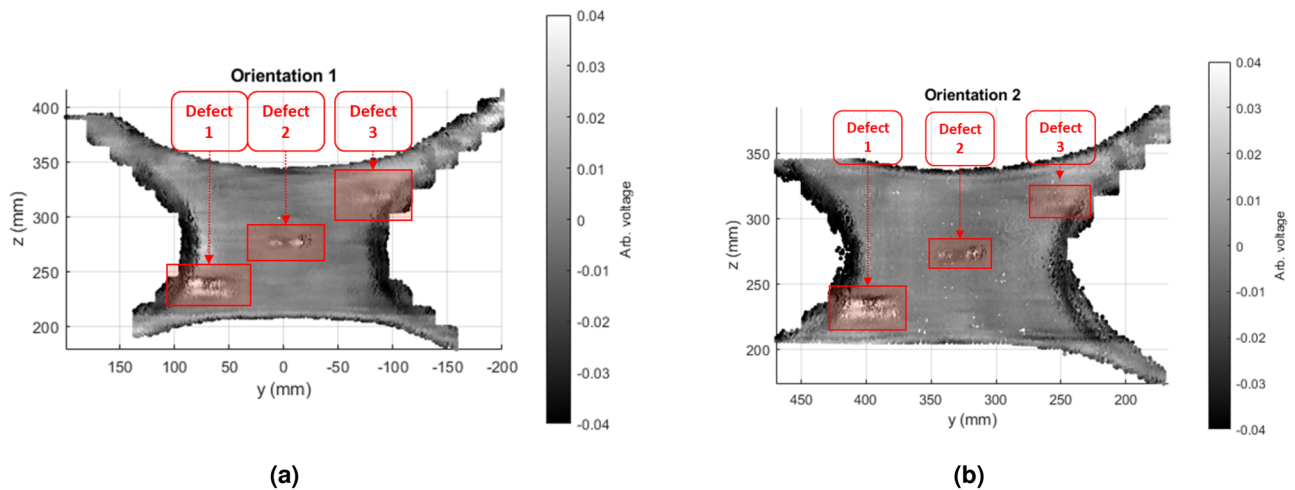 Orientation 1
Defect
1
Defect
2
Defect
3
400
350
300
250
200
z (mm)
150
100
50
0
-50
-100
-150
-200
y (mm)
0.04
0.03
0.02
0.01
0
-0.01
-0.02
-0.03
-0.04
Arb. voltage
(a)
Orientation 2
Defect
1
Defect
2
Defect
3
350
300
250
200
z (mm)
450
400
350
300
250
200
y (mm)
0.04
0.03
0.02
0.01
0
-0.01
-0.02
-0.03
-0.04
Arb. voltage
(b)